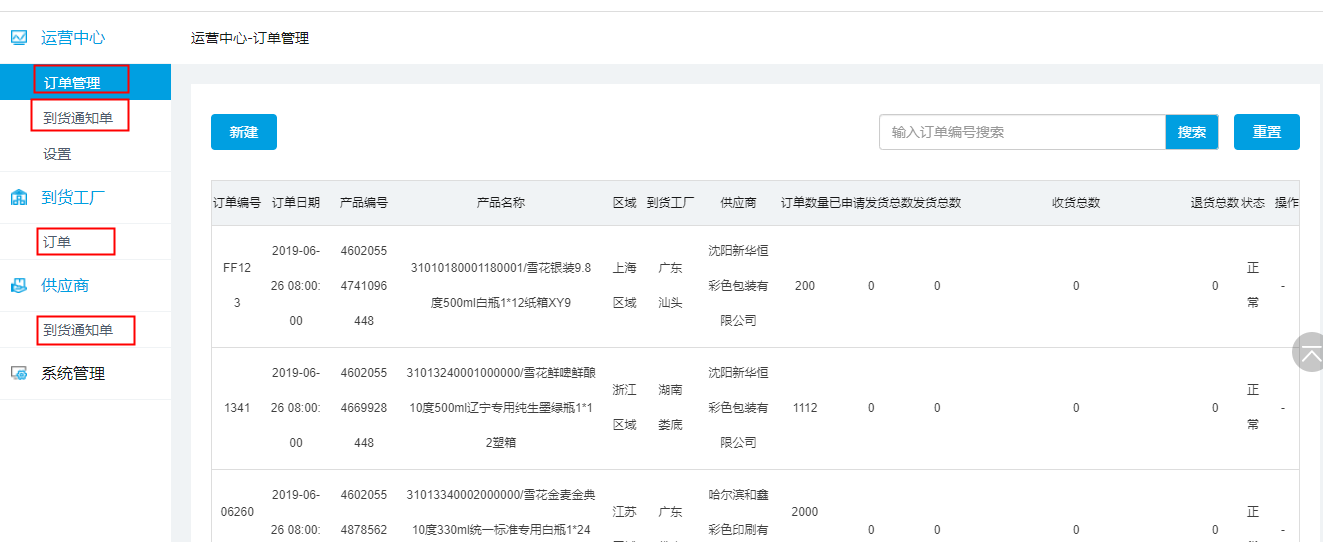 运营中心
订单管理
到货通知单
设置
到货工厂
订单
供应商
到货通知单
系统管理
运营中心-订单管理
新建
输入订单编号搜索
搜索
重置
订单编号 订单日期 产品编号 产品名称 区域 到货工厂 供应商 订单数量 已申请发货总数 发货总数 收货总数 退货总数 状态 操作
FF12
3
2019-06-
26 08:00:
00
4602055
4741096
448
31010180001180001/雪花银装9.8
度500ml白瓶1*12纸箱XY9
上海
区域
广东
汕头
沈阳新华恒
彩色包装有
限公司
200
0
0
0
0
正
常
-
1341
2019-06-
26 08:00:
00
4602055
4669928
448
31013240001000000/雪花鲜啤鲜酿
10度500ml辽宁专用纯生墨绿瓶1*1
2塑箱
浙江
区域
湖南
娄底
沈阳新华恒
彩色包装有
限公司
1112
0
0
0
0
正
常
-
06260
2019-06-
26 08:00:
4602055
4878562
31013340002000000/雪花金麦金典
10度330ml统一标准专用白瓶1*24
江苏
广东
哈尔滨和鑫
彩色印刷有
2000
0
0
0
0
正
-